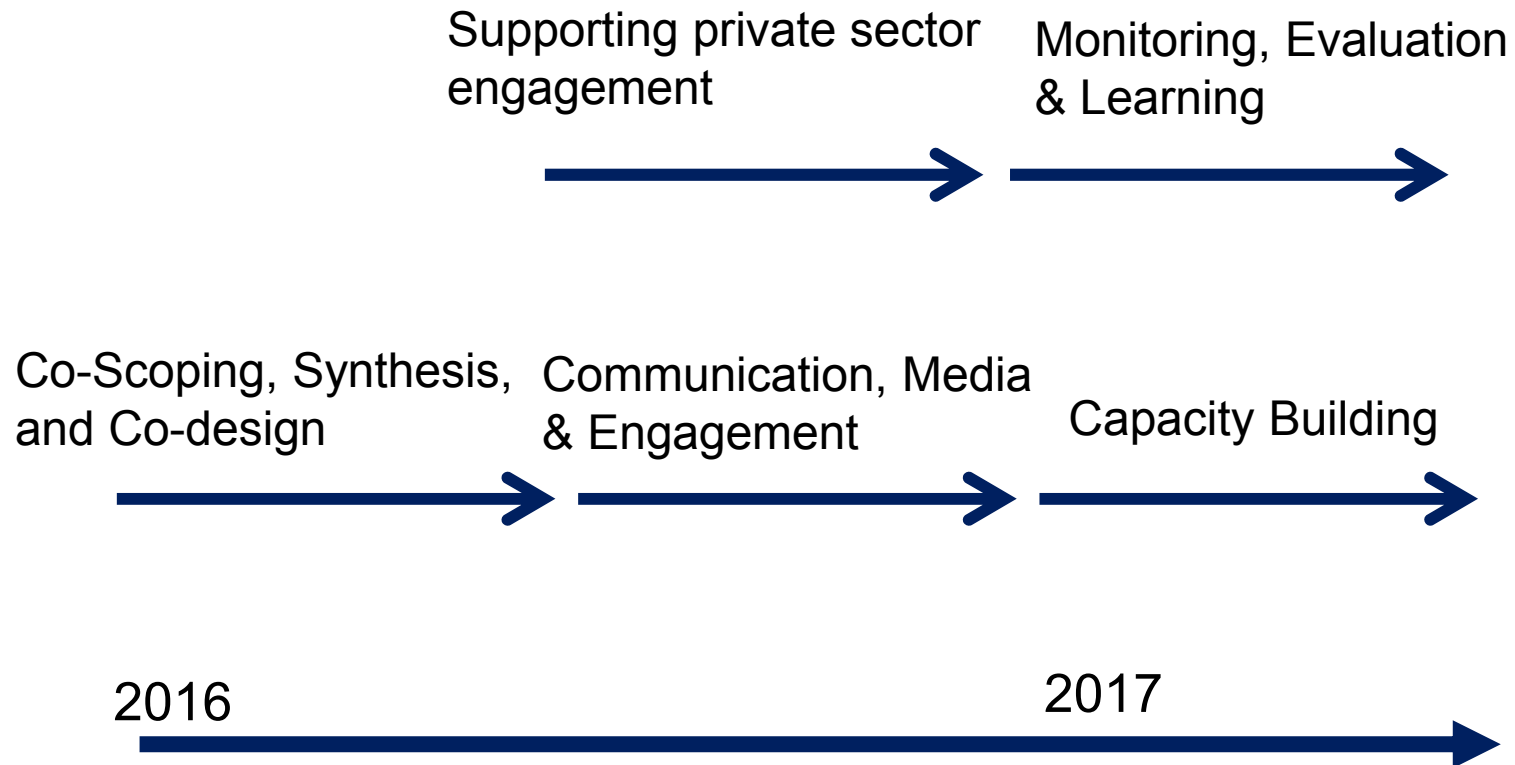 Supporting private sector
engagement
Monitoring, Evaluation
& Learning
Co-Scoping, Synthesis,
and Co-design
Communication, Media
& Engagement
Capacity Building
2016
2017